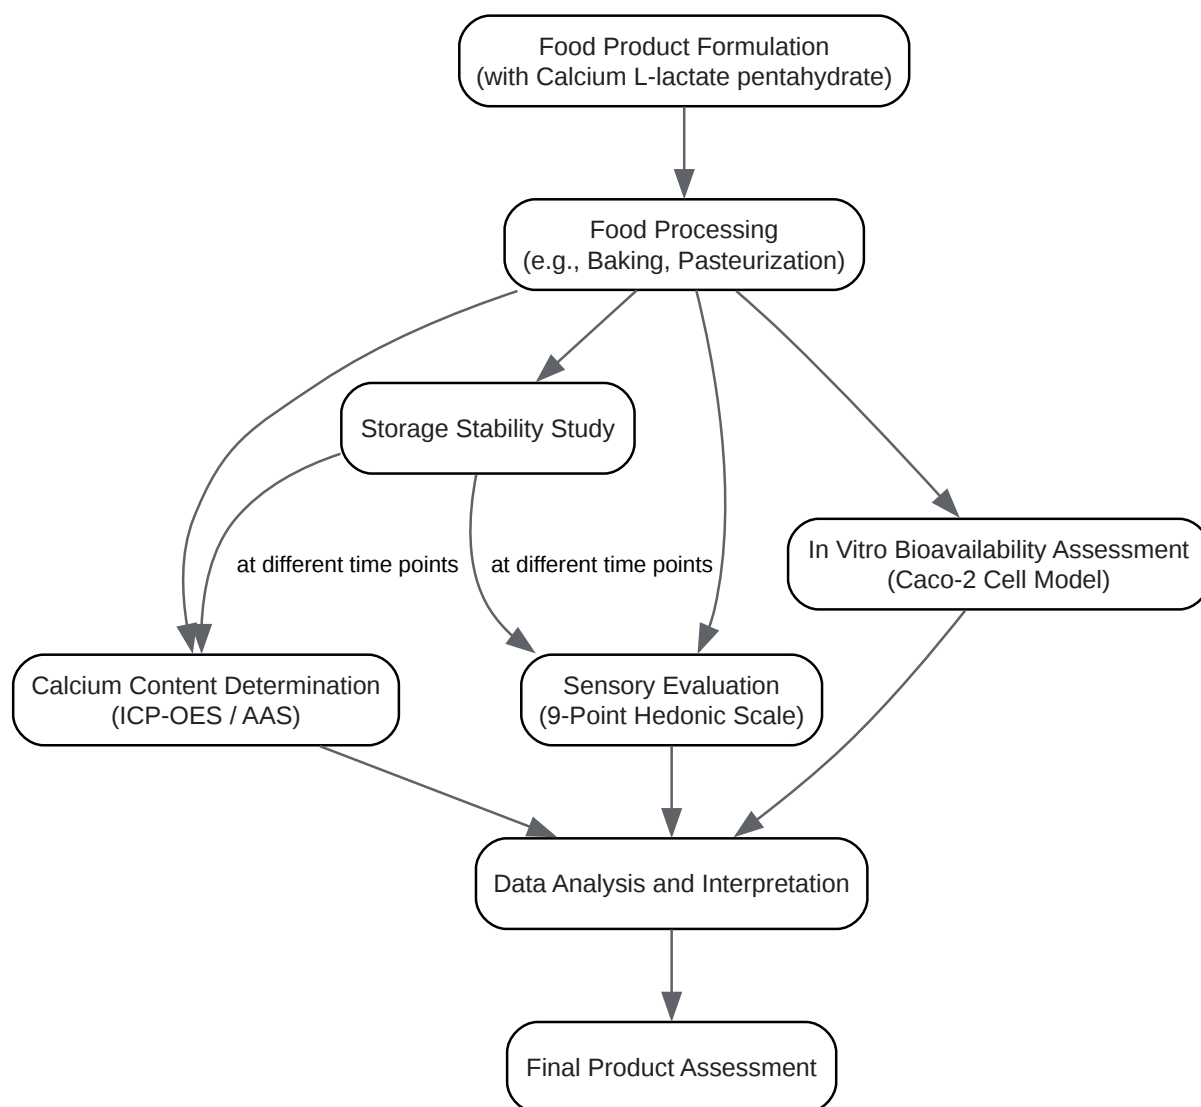 Food Product Formulation
(with Calcium L-lactate pentahydrate)
Food Processing
(e.g., Baking, Pasteurization)
Storage Stability Study
at different time points
at different time points
In Vitro Bioavailability Assessment
(Caco-2 Cell Model)
Calcium Content Determination
(ICP-OES / AAS)
Sensory Evaluation
(9-Point Hedonic Scale)
Data Analysis and Interpretation
Final Product Assessment